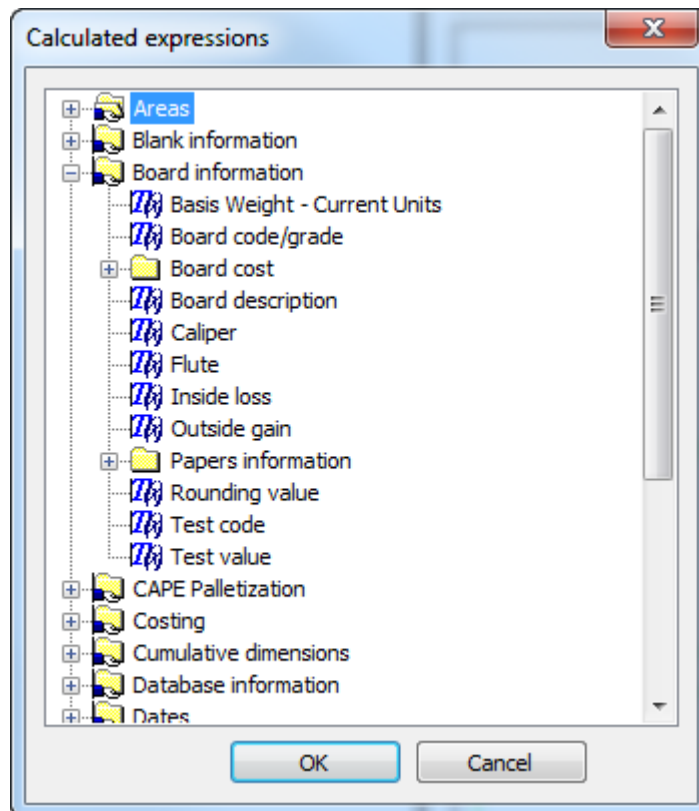 Calculated expressions
Areas
Blank information
Board information
Basis Weight - Current Units
Board code/grade
Board cost
Board description
Caliper
Flute
Inside loss
Outside gain
Papers information
Rounding value
Test code
Test value
CAPE Palletization
Costing
Cumulative dimensions
Database information
Dates
OK Cancel